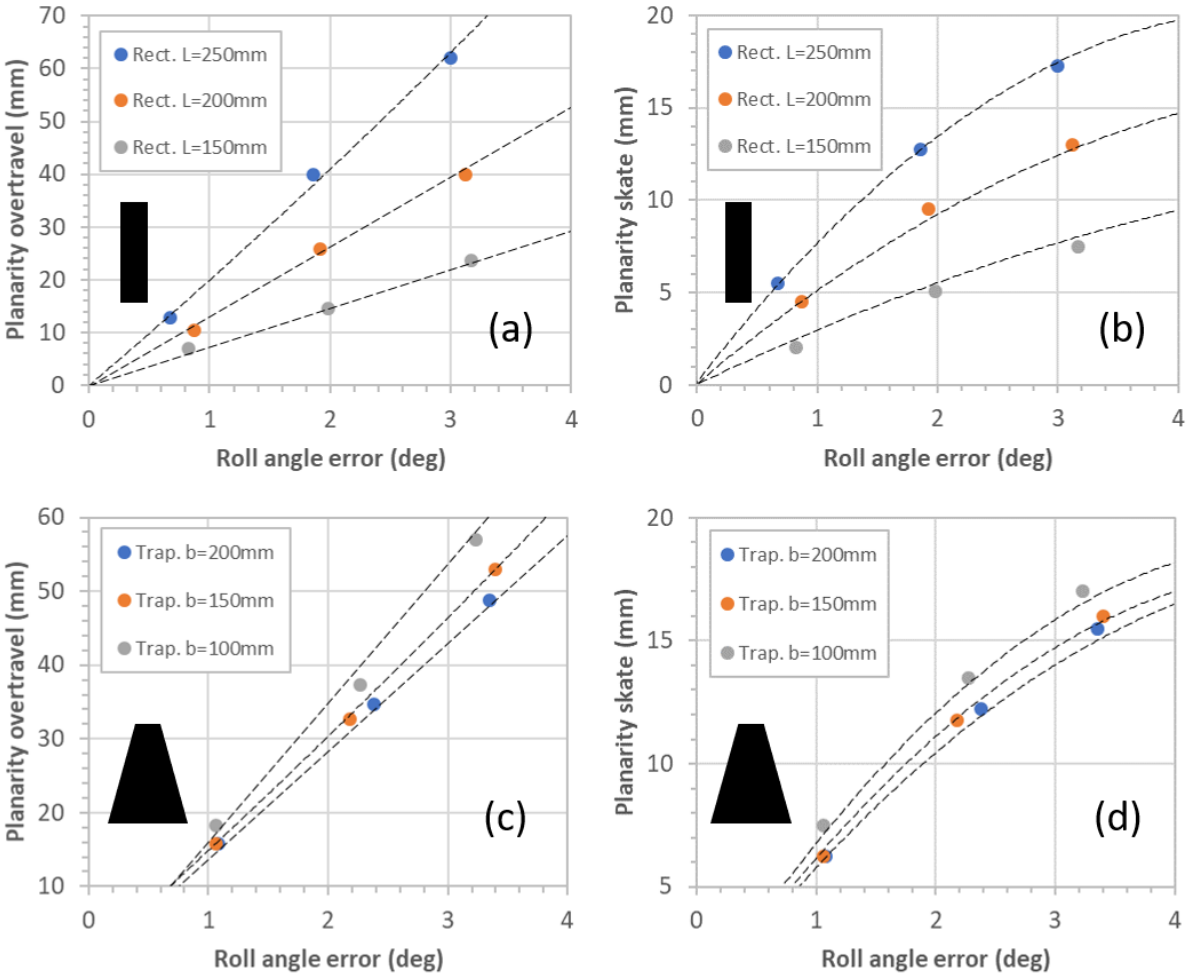 Planarity overtravel (mm)
70
60
50
40
30
20
10
0
Rect. L=250mm
Rect. L=200mm
Rect. L=150mm
(a)
0 1 2 3 4
Roll angle error (deg)
Planarity skate (mm)
20
15
10
5
0
Rect. L=250mm
Rect. L=200mm
Rect. L=150mm
(b)
0 1 2 3 4
Roll angle error (deg)
Planarity overtravel (mm)
60
50
40
30
20
10
Trap. b=200mm
Trap. b=150mm
Trap. b=100mm
(c)
0 1 2 3 4
Roll angle error (deg)
Planarity skate (mm)
20
15
10
5
Trap. b=200mm
Trap. b=150mm
Trap. b=100mm
(d)
0 1 2 3 4
Roll angle error (deg)